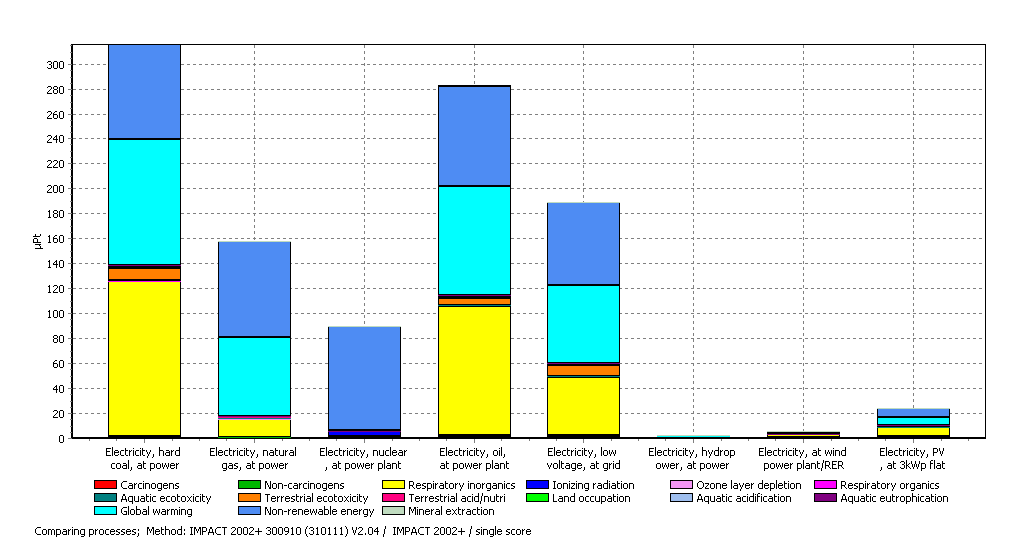 300
280
260
240
220
200
180
160
140
120
100
80
60
40
20
0
µPt
Electricity, hard coal, at power
Electricity, natural gas, at power
Electricity, nuclear , at power plant
Electricity, oil, at power plant
Electricity, low voltage, at grid
Electricity, hydrop ower, at power
Electricity, at wind power plant/RER
Electricity, PV , at 3kWp flat
Carcinogens Non-carcinogens Respiratory inorganics Ionizing radiation Ozone layer depletion Respiratory organics
Aquatic ecotoxicity Terrestrial ecotoxicity Terrestrial acid/nutri Land occupation Aquatic acidification Aquatic eutrophication
Global warming Non-renewable energy Mineral extraction
Comparing processes; Method: IMPACT 2002+ 300910 (310111) V2.04 / IMPACT 2002+ / single score